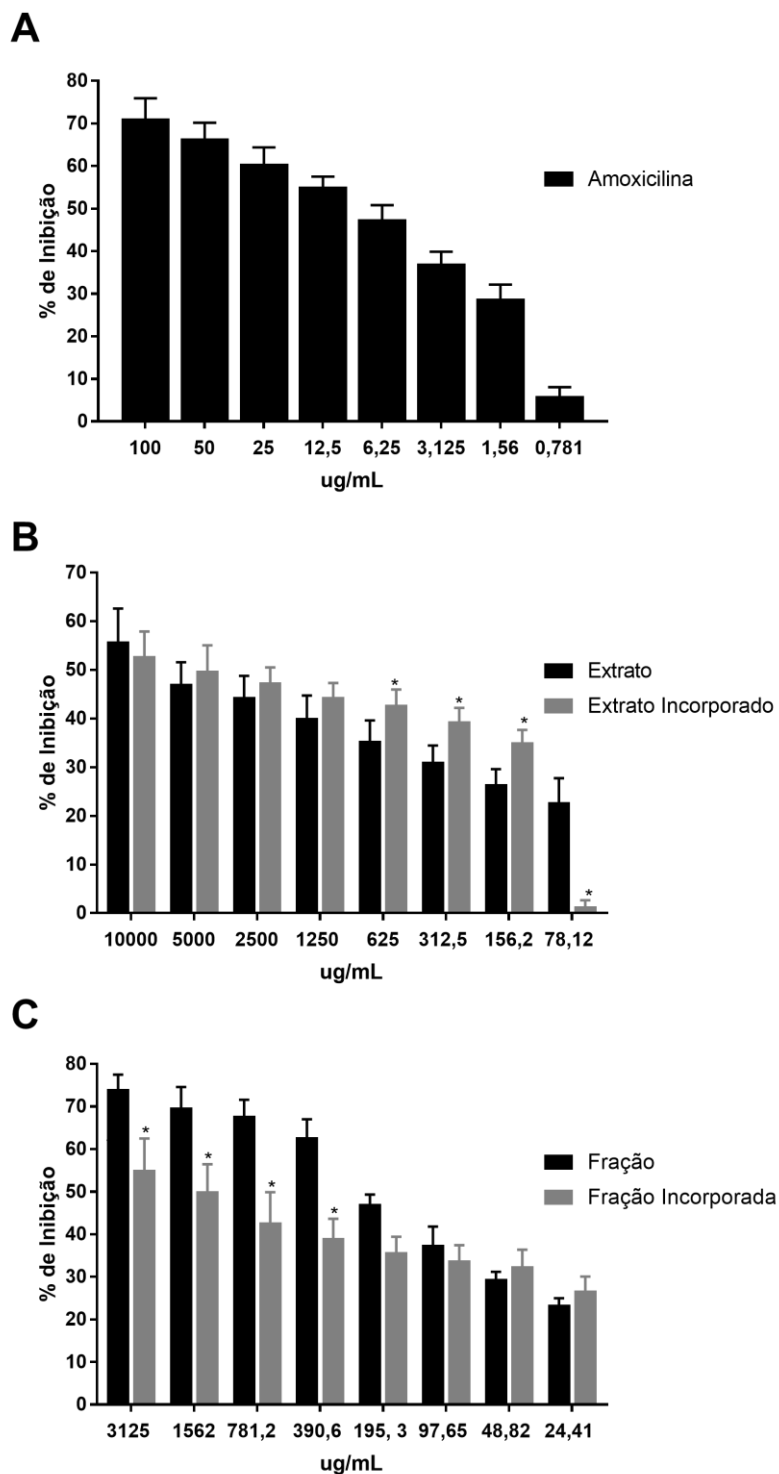 A
80
70
60
50
40
30
20
10
0
% de Inibição
Amoxicilina
100 50 25 12,5 6,25 3,125 1,56 0,781
ug/mL
B
70
60
50
40
30
20
10
0
% de Inibição
* * * *
Extrato
Extrato Incorporado
10000 5000 2500 1250 625 312,5 156,2 78,12
ug/mL
C
80
70
60
50
40
30
20
10
0
% de Inibição
* * * *
Fração
Fração Incorporada
3125 1562 781,2 390,6 195, 3 97,65 48,82 24,41
ug/mL